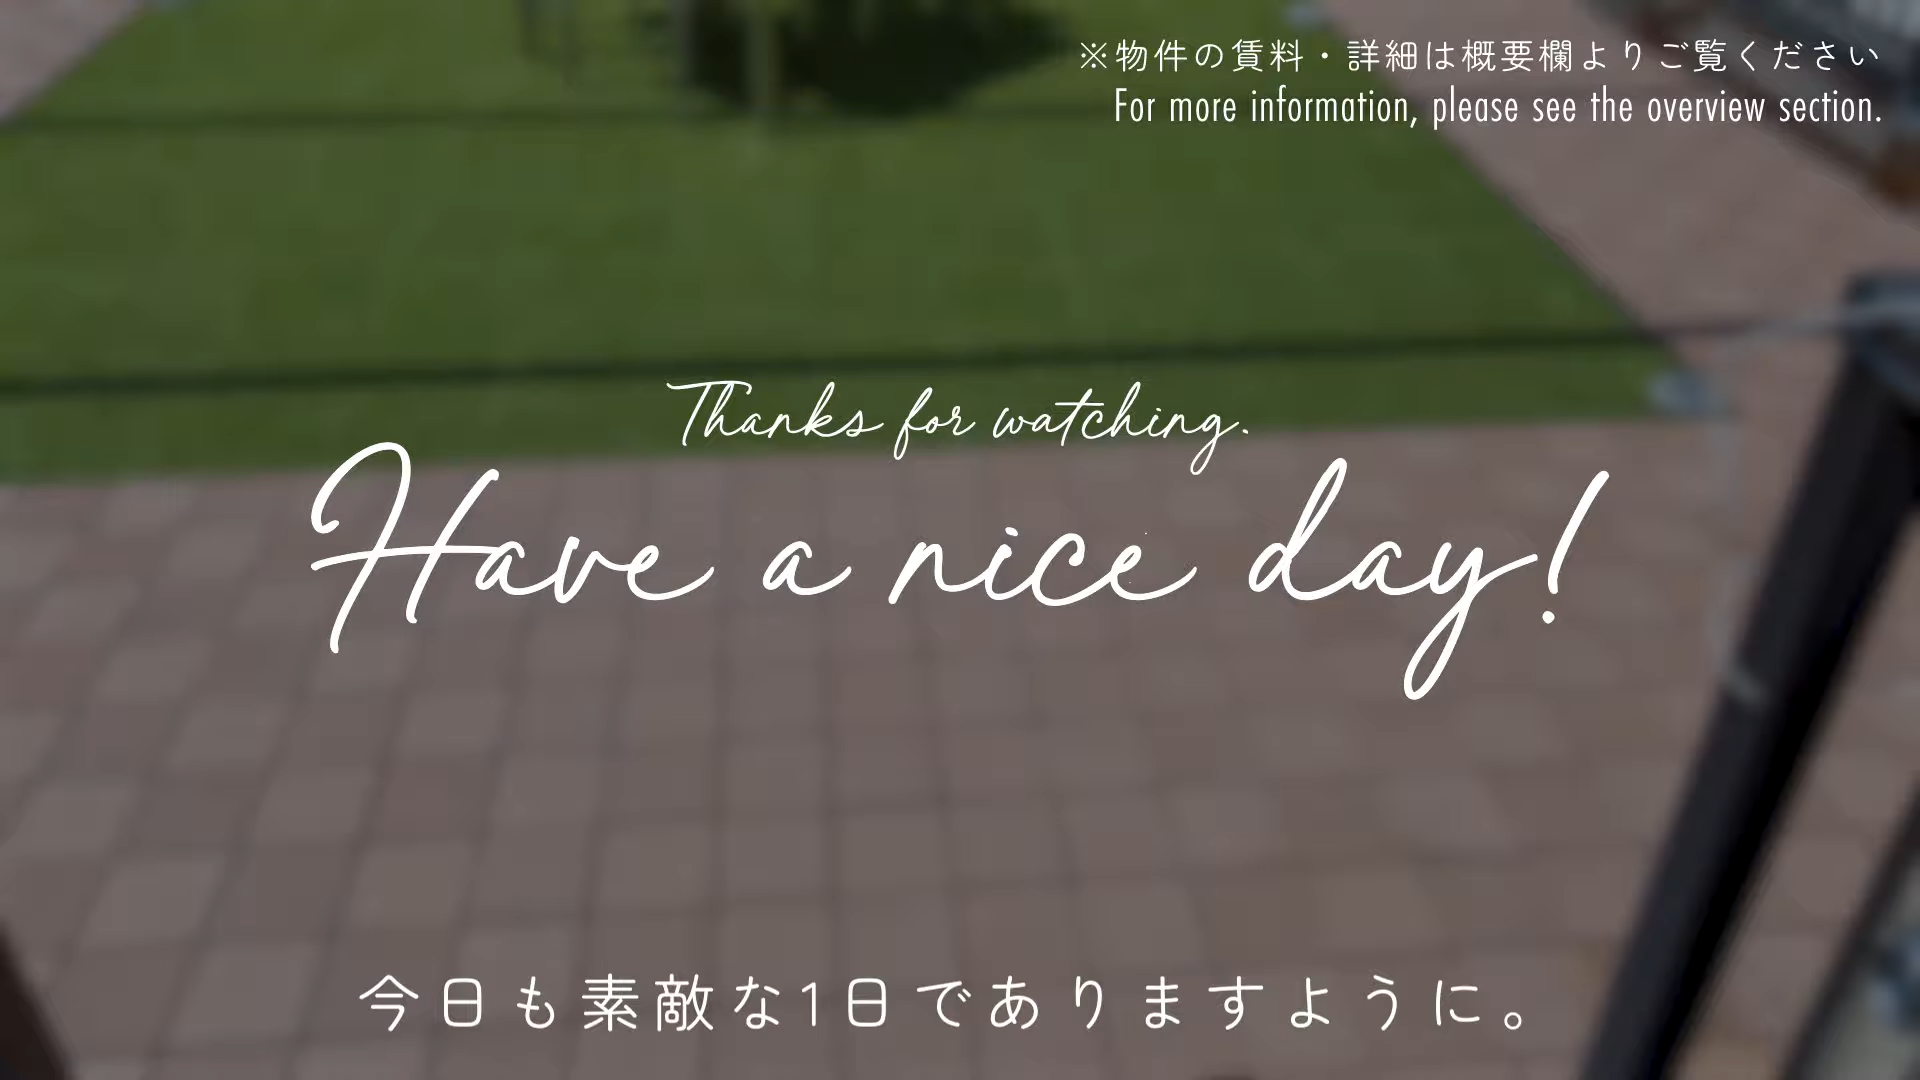 ※物件の賃料・詳細は概要欄よりご覧ください
For more information, please see the overview section.
Thanks for watching.
Have a nice day!
今日も素敵な1日でありますように。